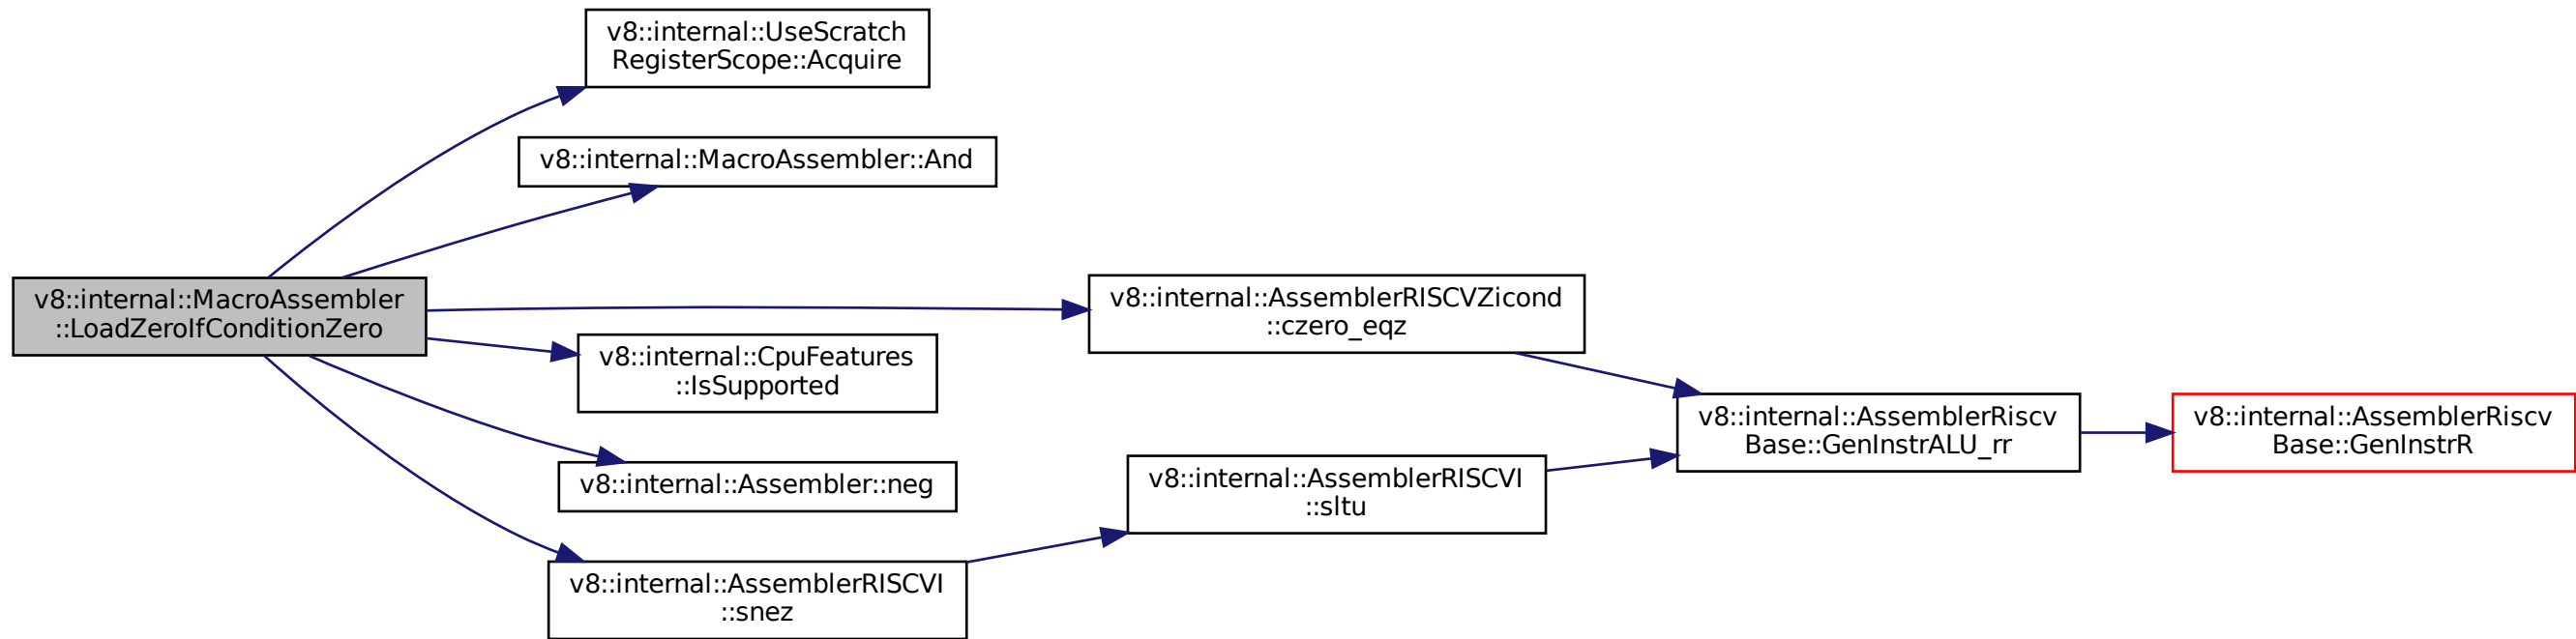 v8::internal::UseScratch
RegisterScope::Acquire
v8::internal::MacroAssembler::And
v8::internal::MacroAssembler
::LoadZeroIfConditionZero
v8::internal::AssemblerRISCVZicond
::czero_eqz
v8::internal::CpuFeatures
::IsSupported
v8::internal::AssemblerRiscv
Base::GenInstrALU_rr
v8::internal::AssemblerRiscv
Base::GenInstrR
v8::internal::Assembler::neg
v8::internal::AssemblerRISCVI
::sltu
v8::internal::AssemblerRISCVI
::snez